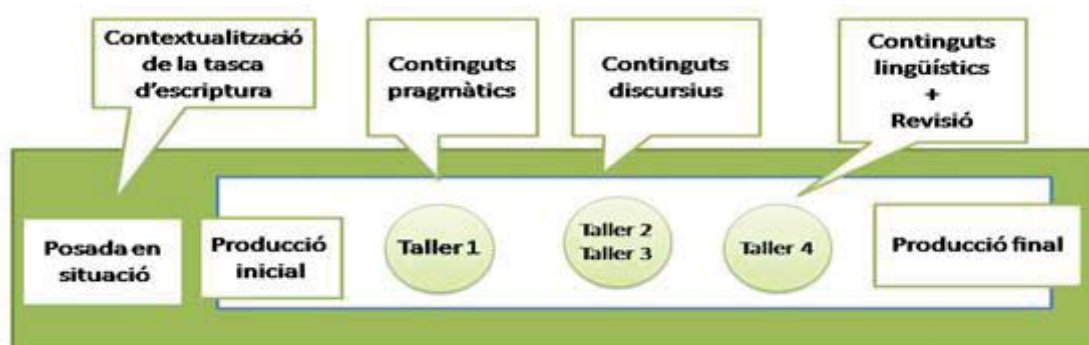 Contextualització
de la tasca
d'escriptura
Continguts
pragmàtics
Continguts
discursius
Continguts
lingüístics
+
Revisió
Posada en
situació
Producció
inicial
Taller 1
Taller 2
Taller 3
Taller 4
Producció final